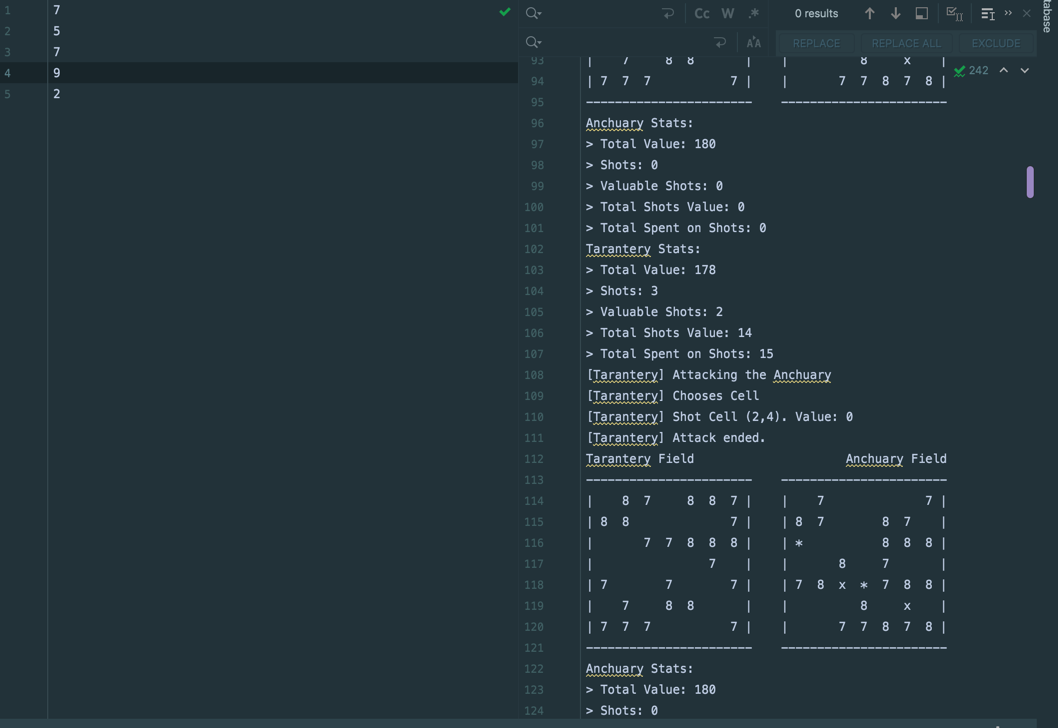 1 7
2 5
3 7
4 9
5 2
Cc W .* 0 results
REPLACE REPLACE ALL EXCLUDE
242
tabase
93 | 7 8 8 | | 8 x |
94 | 7 7 7 7 | | 7 7 8 7 8 |
95 ----------------------- -----------------------
96 Anchuary Stats:
97 > Total Value: 180
98 > Shots: 0
99 > Valuable Shots: 0
100 > Total Shots Value: 0
101 > Total Spent on Shots: 0
102 Tarantery Stats:
103 > Total Value: 178
104 > Shots: 3
105 > Valuable Shots: 2
106 > Total Shots Value: 14
107 > Total Spent on Shots: 15
108 [Tarantery] Attacking the Anchuary
109 [Tarantery] Chooses Cell
110 [Tarantery] Shot Cell (2,4). Value: 0
111 [Tarantery] Attack ended.
112 Tarantery Field Anchuary Field
113 ----------------------- -----------------------
114 | 8 7 8 8 7 | | 7 7 |
115 | 8 8 7 | | 8 7 8 7 |
116 | 7 7 8 8 8 | | * 8 8 8 |
117 | 7 | | 8 7 |
118 | 7 7 7 | | 7 8 x * 7 8 8 |
119 | 7 8 8 | | 8 x |
120 | 7 7 7 7 | | 7 7 8 7 8 |
121 ----------------------- -----------------------
122 Anchuary Stats:
123 > Total Value: 180
124 > Shots: 0